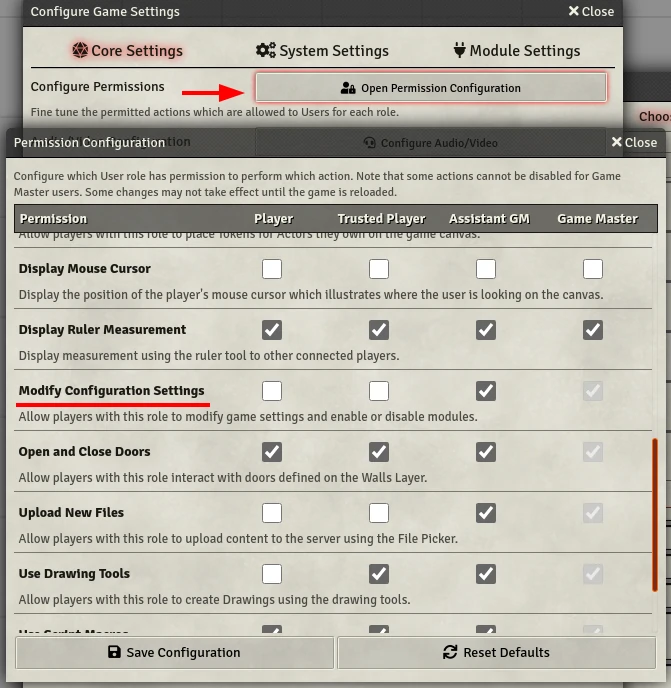 Configure Game Settings
Close
Core Settings
System Settings
Module Settings
Configure Permissions
Open Permission Configuration
Fine tune the permitted actions which are allowed to Users for each role.
Configure Audio/Video
Choo
Permission Configuration
Close
Configure which User role has permission to perform which action. Note that some actions cannot be disabled for Game
Master users. Some changes may not take effect until the game is reloaded.
Permission Player Trusted Player Assistant GM Game Master
Allow players with this role to place Tokens for Actors they own on the game canvas.
Display Mouse Cursor
Display the position of the player's mouse cursor which illustrates where the user is looking on the canvas.
Display Ruler Measurement
Display measurement using the ruler tool to other connected players.
Modify Configuration Settings
Allow players with this role to modify game settings and enable or disable modules.
Open and Close Doors
Allow players with this role interact with doors defined on the Walls Layer.
Upload New Files
Allow players with this role to upload content to the server using the File Picker.
Use Drawing Tools
Allow players with this role to create Drawings using the drawing tools.
Use Script Macros
Save Configuration
Reset Defaults